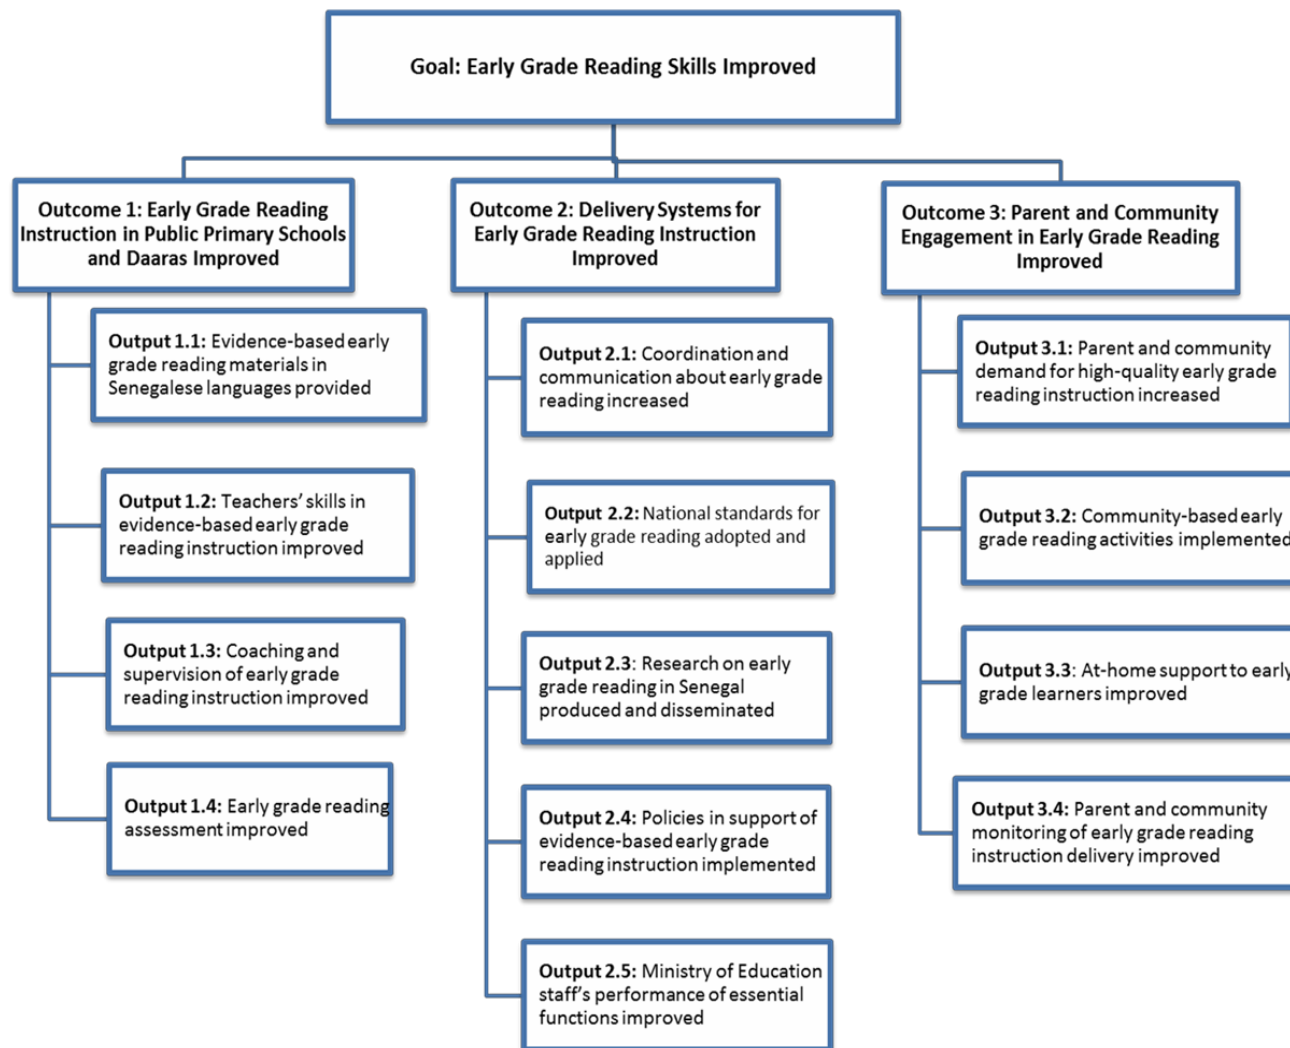 Goal: Early Grade Reading Skills Improved
Outcome 1: Early Grade Reading
Instruction in Public Primary Schools
and Daaras Improved
Output 1.1: Evidence-based early
grade reading materials in
Senegalese languages provided
Output 1.2: Teachers’ skills in
evidence-based early grade
reading instruction improved
Output 1.3: Coaching and
supervision of early grade
reading instruction improved
Output 1.4: Early grade reading
assessment improved
Outcome 2: Delivery Systems for
Early Grade Reading Instruction
Improved
Output 2.1: Coordination and
communication about early grade
reading increased
Output 2.2: National standards for
early grade reading adopted and
applied
Output 2.3: Research on early
grade reading in Senegal
produced and disseminated
Output 2.4: Policies in support of
evidence-based early grade
reading instruction implemented
Output 2.5: Ministry of Education
staff’s performance of essential
functions improved
Outcome 3: Parent and Community
Engagement in Early Grade Reading
Improved
Output 3.1: Parent and community
demand for high-quality early grade
reading instruction increased
Output 3.2: Community-based early
grade reading activities implemented
Output 3.3: At-home support to early
grade learners improved
Output 3.4: Parent and community
monitoring of early grade reading
instruction delivery improved